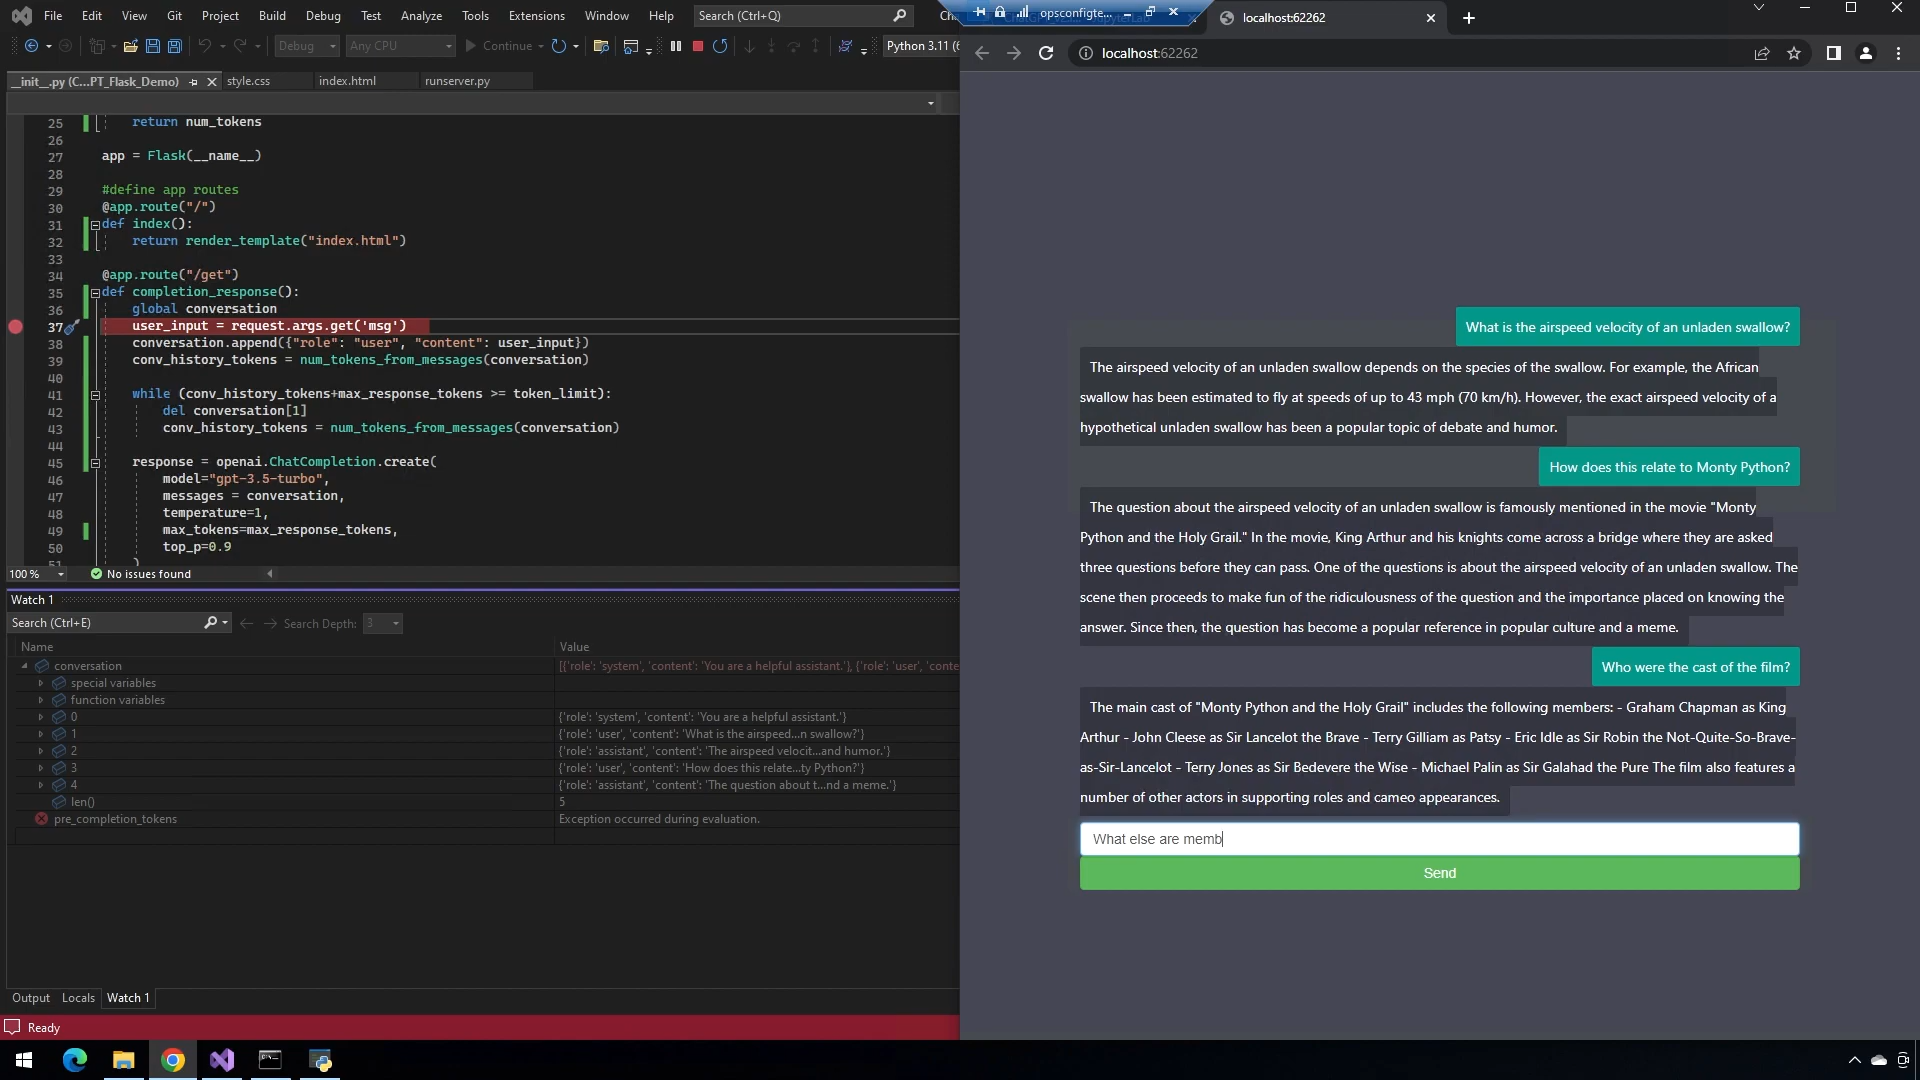 File Edit View Git Project Build Debug Test Analyze Tools Extensions Window Help Search (Ctrl+Q)
Debug Any CPU Continue Python 3.11 (6
__init__.py (C...PT_Flask_Demo) style.css index.html runserver.py
25 return num_tokens
26
27 app = Flask(__name__)
28
29 #define app routes
30 @app.route("/")
31 def index():
32 return render_template("index.html")
33
34 @app.route("/get")
35 def completion_response():
36 global conversation
37 user_input = request.args.get('msg')
38 conversation.append({"role": "user", "content": user_input})
39 conv_history_tokens = num_tokens_from_messages(conversation)
40
41 while (conv_history_tokens+max_response_tokens >= token_limit):
42 del conversation[1]
43 conv_history_tokens = num_tokens_from_messages(conversation)
44
45 response = openai.ChatCompletion.create(
46 model="gpt-3.5-turbo",
47 messages = conversation,
48 temperature=1,
49 max_tokens=max_response_tokens,
50 top_p=0.9
51 )
100 % No issues found
Watch 1
Search (Ctrl+E) Search Depth: 3
Name Value
conversation [{'role': 'system', 'content': 'You are a helpful assistant.'}, {'role': 'user', 'conte
special variables
function variables
0 {'role': 'system', 'content': 'You are a helpful assistant.'}
1 {'role': 'user', 'content': 'What is the airspeed...n swallow?'}
2 {'role': 'assistant', 'content': 'The airspeed velocit...and humor.'}
3 {'role': 'user', 'content': 'How does this relate...ty Python?'}
4 {'role': 'assistant', 'content': 'The question about t...nd a meme.'}
len() 5
pre_completion_tokens Exception occurred during evaluation.
Output Locals Watch 1
Ready
opsconfigte...
localhost:62262
localhost:62262
What is the airspeed velocity of an unladen swallow?
The airspeed velocity of an unladen swallow depends on the species of the swallow. For example, the African
swallow has been estimated to fly at speeds of up to 43 mph (70 km/h). However, the exact airspeed velocity of a
hypothetical unladen swallow has been a popular topic of debate and humor.
How does this relate to Monty Python?
The question about the airspeed velocity of an unladen swallow is famously mentioned in the movie "Monty
Python and the Holy Grail." In the movie, King Arthur and his knights come across a bridge where they are asked
three questions before they can pass. One of the questions is about the airspeed velocity of an unladen swallow. The
scene then proceeds to make fun of the ridiculousness of the question and the importance placed on knowing the
answer. Since then, the question has become a popular reference in popular culture and a meme.
Who were the cast of the film?
The main cast of "Monty Python and the Holy Grail" includes the following members: - Graham Chapman as King
Arthur - John Cleese as Sir Lancelot the Brave - Terry Gilliam as Patsy - Eric Idle as Sir Robin the Not-Quite-So-Brave-
as-Sir-Lancelot - Terry Jones as Sir Bedevere the Wise - Michael Palin as Sir Galahad the Pure The film also features a
number of other actors in supporting roles and cameo appearances.
What else are memb
Send